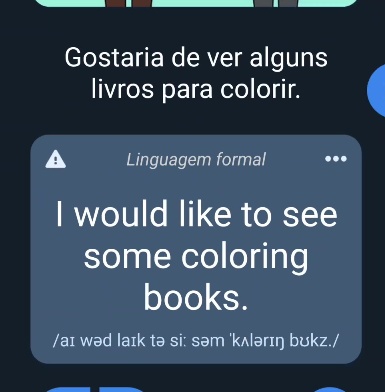 Gostaria de ver alguns
livros para colorir.
Linguagem formal
I would like to see
some coloring
books.
/aɪ wəd laɪk tə siː səm ˈkʌlərɪŋ bʊkz./